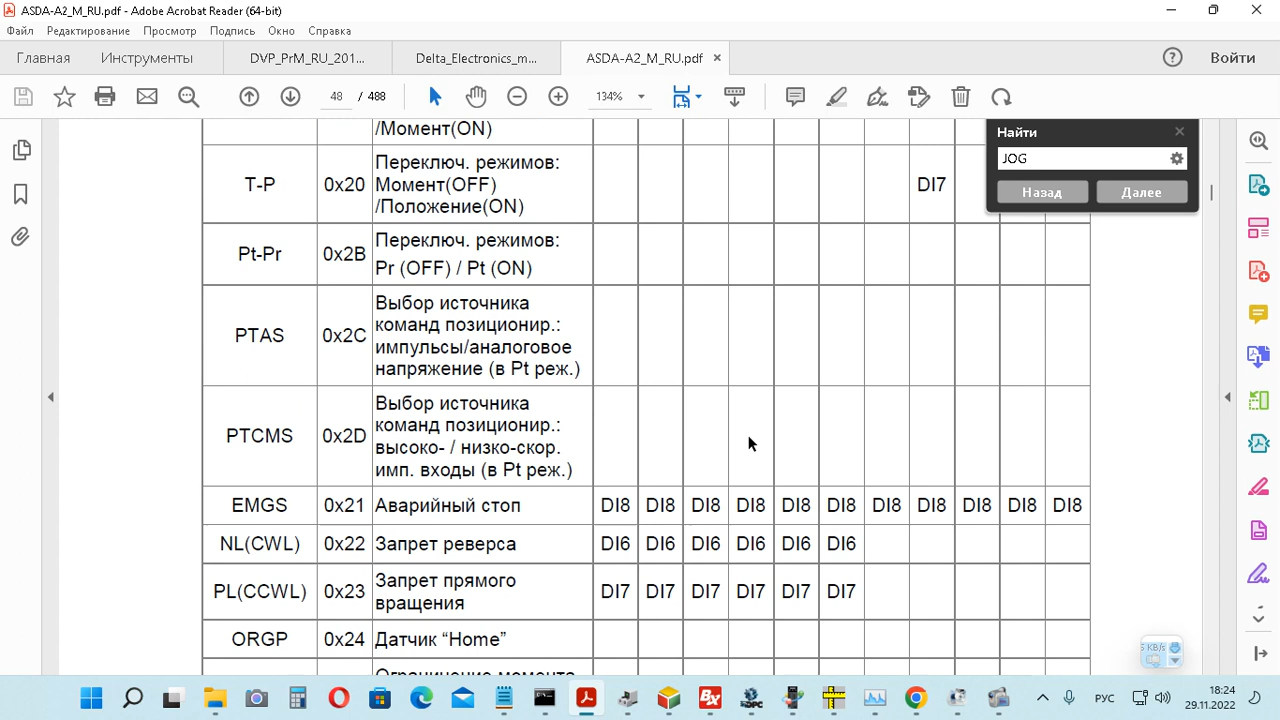 ASDA-A2_M_RU.pdf - Adobe Acrobat Reader (64-bit)
Файл Редактирование Просмотр Подпись Окно Справка
Главная Инструменты DVP_PrM_RU_201... Delta_Electronics_m... ASDA-A2_M_RU.pdf × Войти
48 / 488 134%
Найти
JOG
Назад Далее
/Момент(ON)
T-P 0x20 Переключ. режимов:
Момент(OFF) DI7
/Положение(ON)
Pt-Pr 0x2B Переключ. режимов:
Pr (OFF) / Pt (ON)
PTAS 0x2C Выбор источника
команд позиционир.:
импульсы/аналоговое
напряжение (в Pt реж.)
PTCMS 0x2D Выбор источника
команд позиционир.:
высоко- / низко-скор.
имп. входы (в Pt реж.)
EMGS 0x21 Аварийный стоп DI8 DI8 DI8 DI8 DI8 DI8 DI8 DI8 DI8 DI8 DI8
NL(CWL) 0x22 Запрет реверса DI6 DI6 DI6 DI6 DI6 DI6
PL(CCWL) 0x23 Запрет прямого
вращения DI7 DI7 DI7 DI7 DI7 DI7
ORGP 0x24 Датчик “Home”
Ограничение момента
5 KB/s
РУС
18:24
29.11.2022